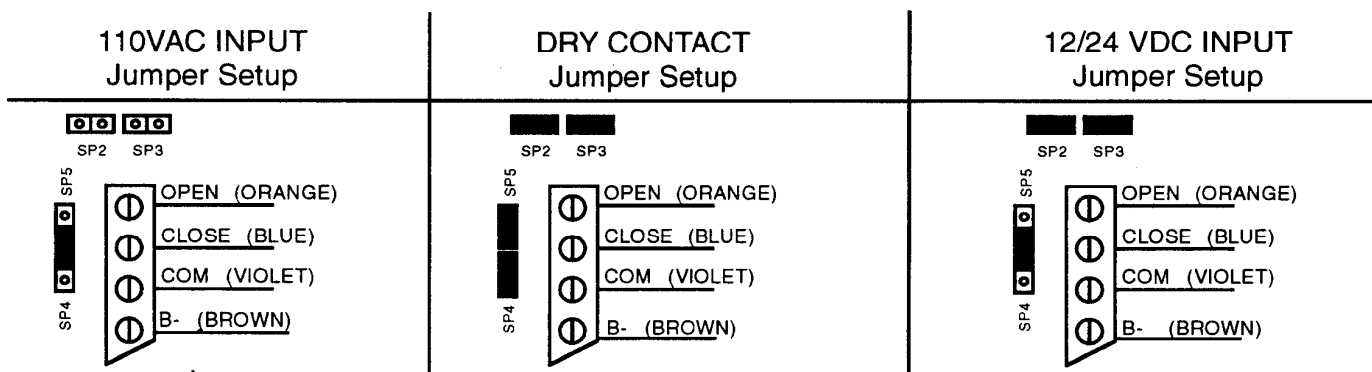 110VAC INPUT
Jumper Setup
SP2 SP3
SP5
OPEN (ORANGE)
CLOSE (BLUE)
COM (VIOLET)
SP4
B- (BROWN)
DRY CONTACT
Jumper Setup
SP2 SP3
SP5
OPEN (ORANGE)
CLOSE (BLUE)
COM (VIOLET)
SP4
B- (BROWN)
12/24 VDC INPUT
Jumper Setup
SP2 SP3
SP5
OPEN (ORANGE)
CLOSE (BLUE)
COM (VIOLET)
SP4
B- (BROWN)